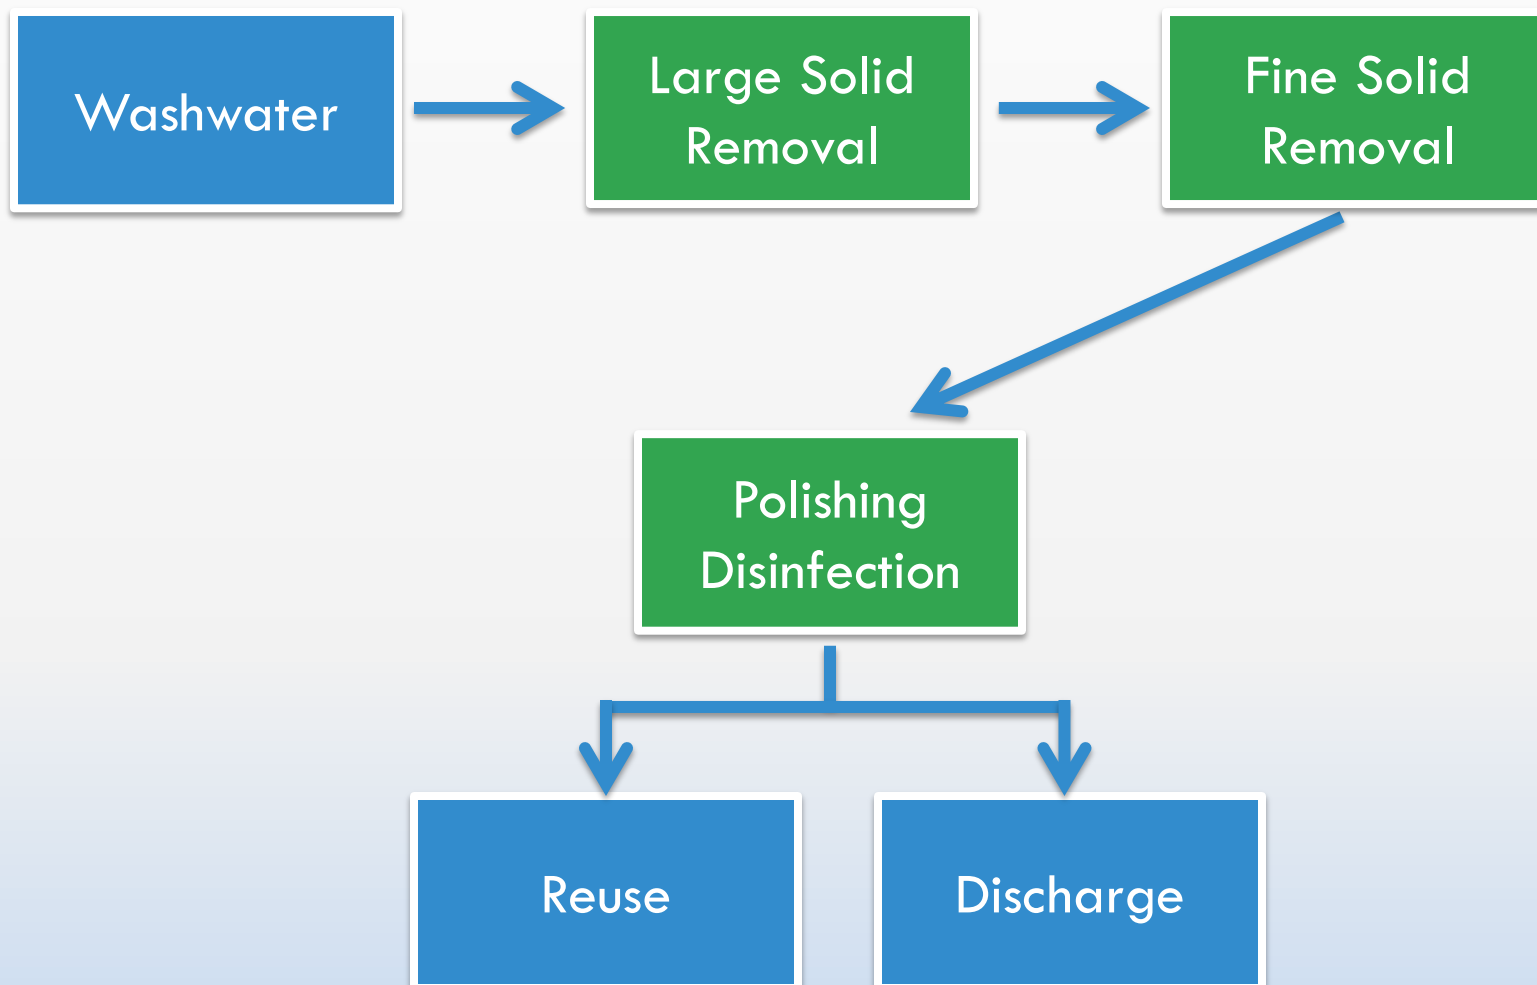 Washwater
Large Solid
Removal
Fine Solid
Removal
Polishing
Disinfection
Reuse
Discharge